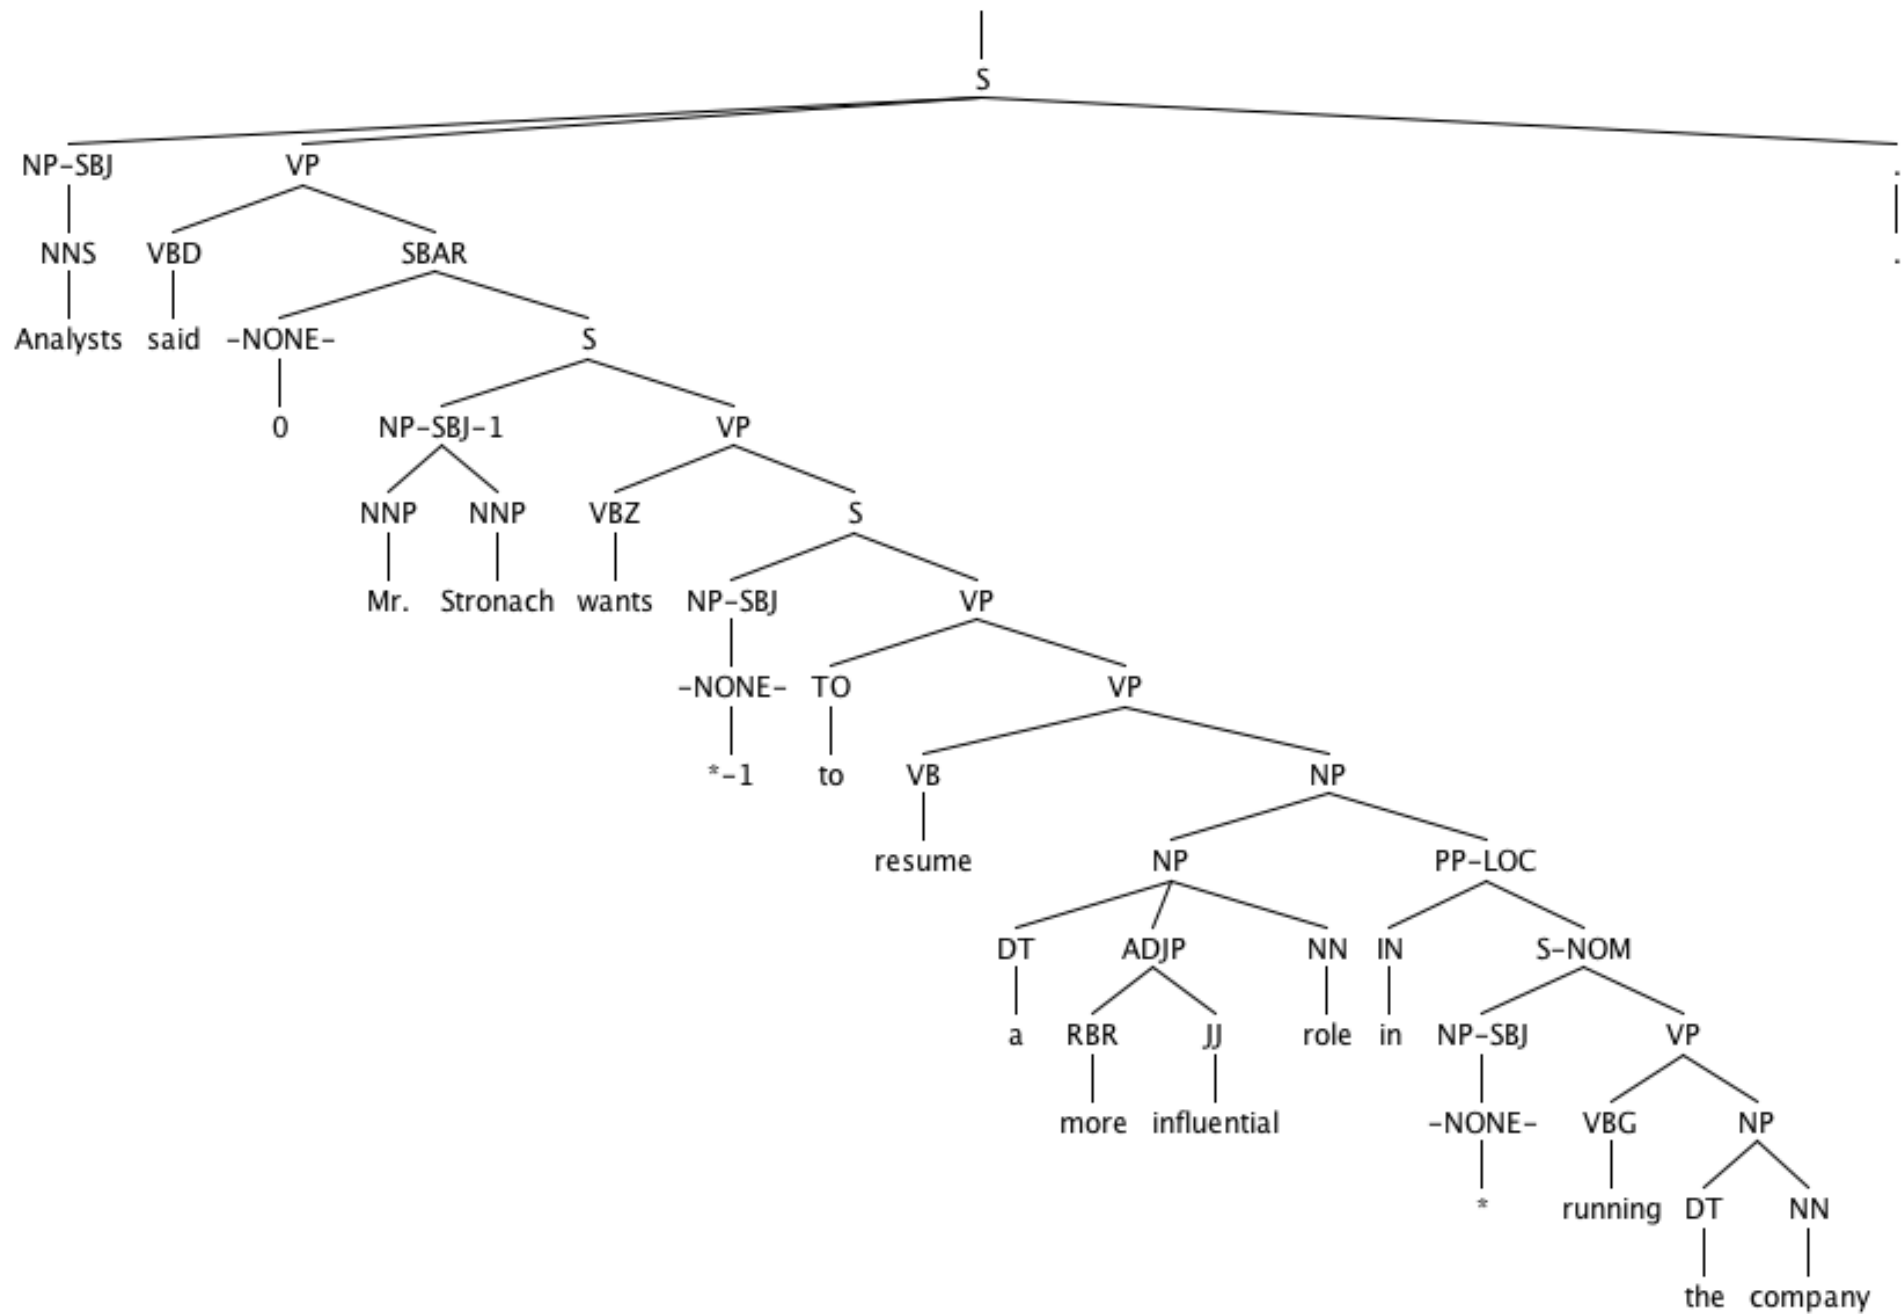 S
NP-SBJ VP .
NNS VBD SBAR .
Analysts said -NONE- S
0 NP-SBJ-1 VP
NNP NNP VBZ S
Mr. Stronach wants NP-SBJ VP
-NONE- TO VP
*-1 to VB NP
resume NP PP-LOC
DT ADJP NN IN S-NOM
a RBR JJ role in NP-SBJ VP
more influential -NONE- VBG NP
* running DT NN
the company